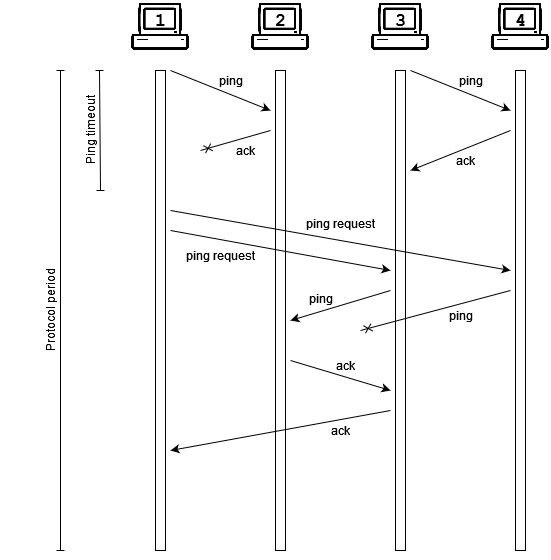 1
2
3
4
ping
ping
Ping timeout
ack
ack
ping request
ping request
Protocol period
ping
ping
ack
ack